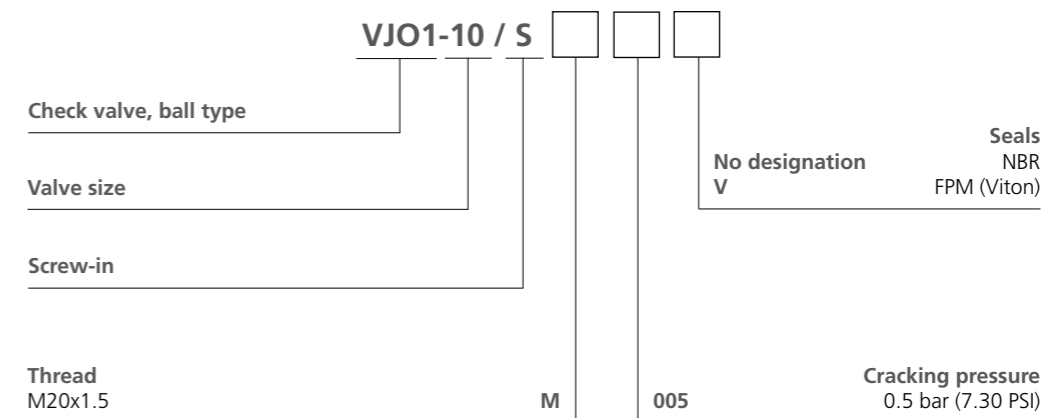 VJO1-10 / S
Check valve, ball type
Seals
No designation NBR
Valve size V FPM (Viton)
Screw-in
Thread Cracking pressure
M20x1.5 M 005 0.5 bar (7.30 PSI)